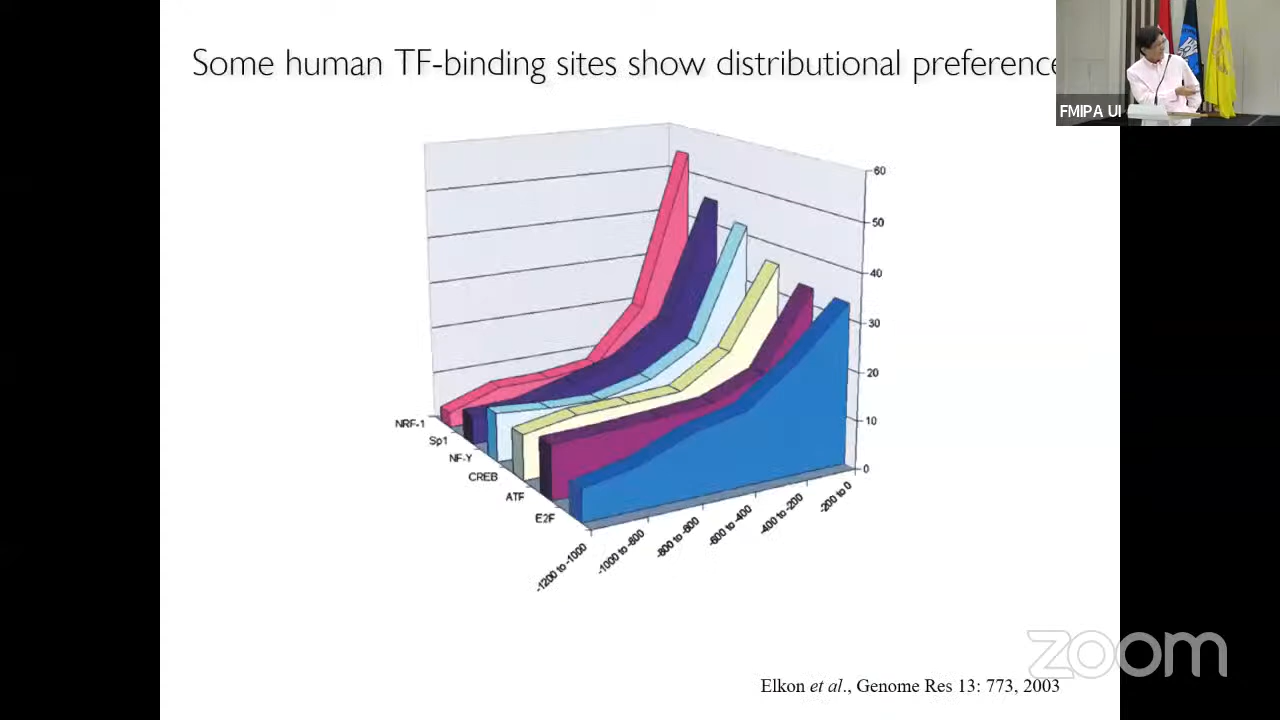 Some human TF-binding sites show distributional preference
FMIPA UI
60
50
40
30
20
10
0
NRF-1
Sp1
NF-Y
CREB
ATF
E2F
-1200 to -1000
-1000 to -800
-800 to -600
-600 to -400
-400 to -200
-200 to 0
zoom
Elkon et al., Genome Res 13: 773, 2003